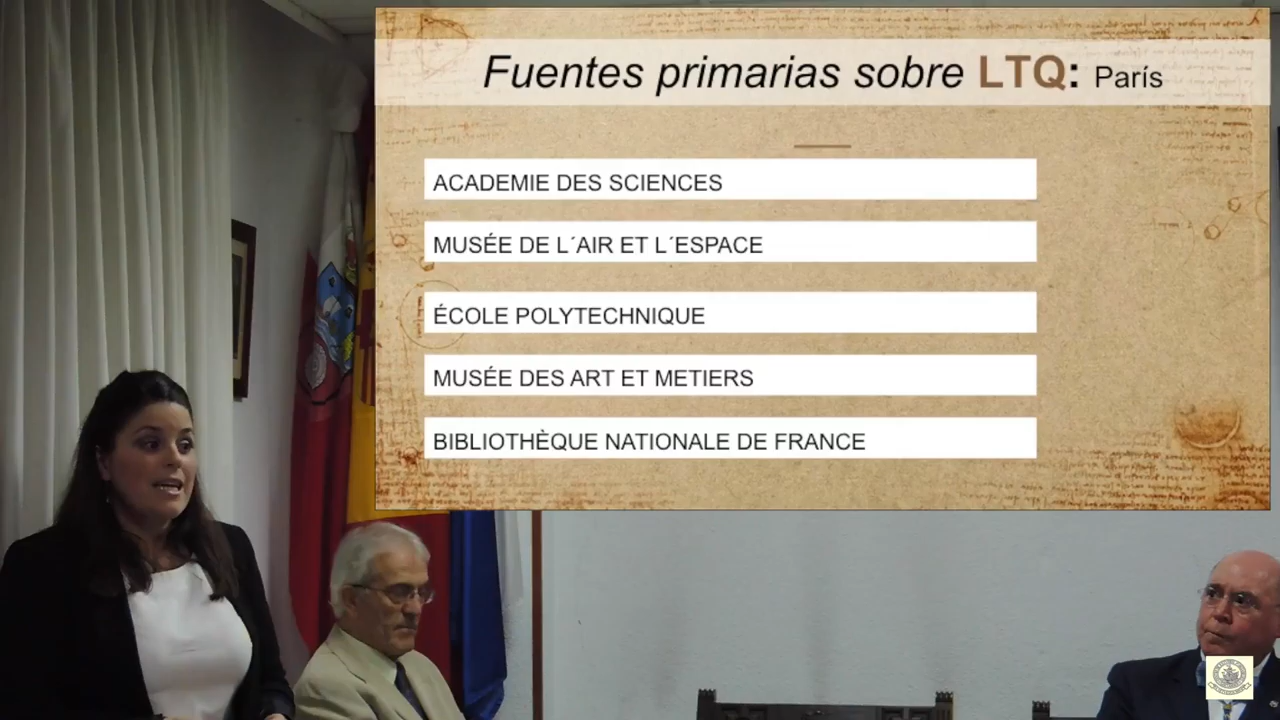 Fuentes primarias sobre LTQ: París
ACADEMIE DES SCIENCES
MUSÉE DE L´AIR ET L´ESPACE
ÉCOLE POLYTECHNIQUE
MUSÉE DES ART ET METIERS
BIBLIOTHÈQUE NATIONALE DE FRANCE